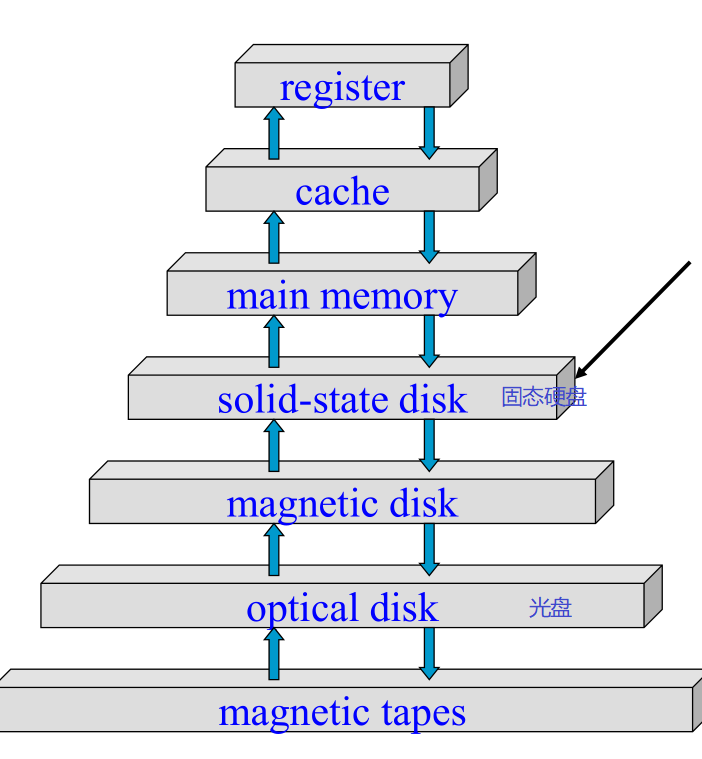 register
cache
main memory
solid-state disk 固态硬盘
magnetic disk
optical disk 光盘
magnetic tapes